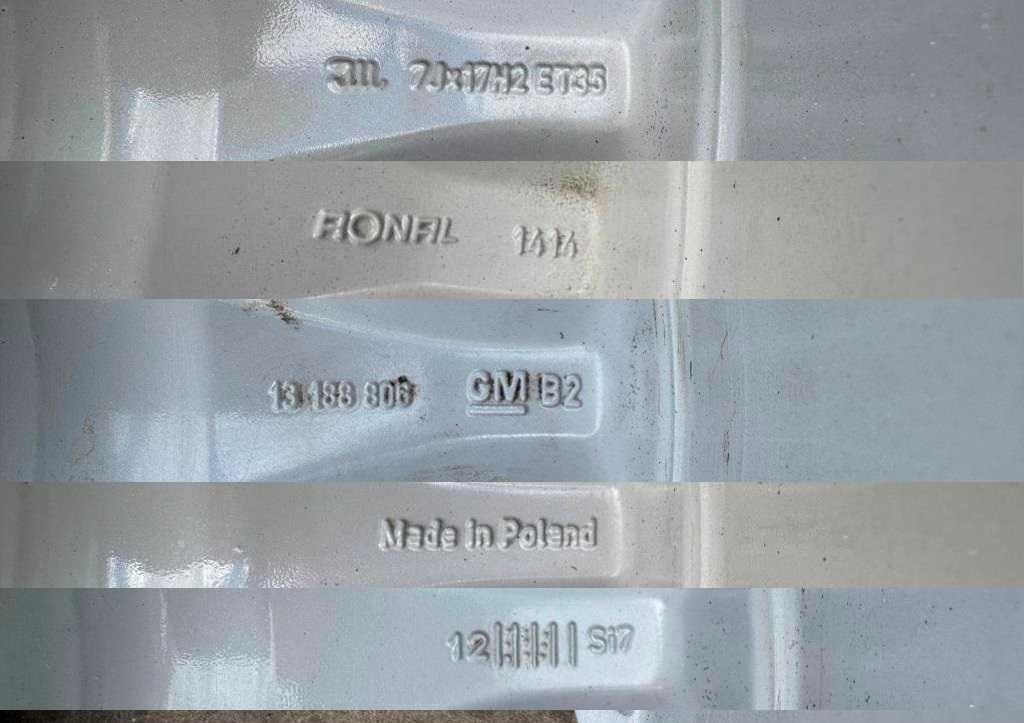 7Jx17H2 ET35
RONAL 1414
13 188 806 GM B2
Made in Poland
12 S17